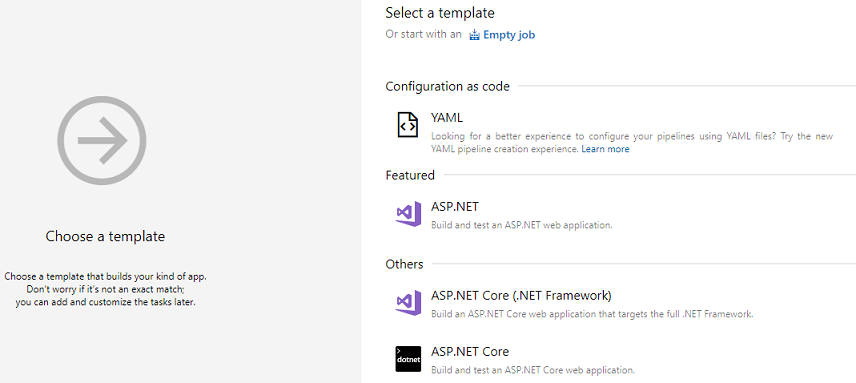 Choose a template
Choose a template that builds your kind of app.
Don't worry if it's not an exact match;
you can add and customize the tasks later.
Select a template
Or start with an Empty job
Configuration as code
YAML
Looking for a better experience to configure your pipelines using YAML files? Try the new
YAML pipeline creation experience. Learn more
Featured
ASP.NET
Build and test an ASP.NET web application.
Others
ASP.NET Core (.NET Framework)
Build an ASP.NET Core web application that targets the full .NET Framework.
dotnet
ASP.NET Core
Build and test an ASP.NET Core web application.